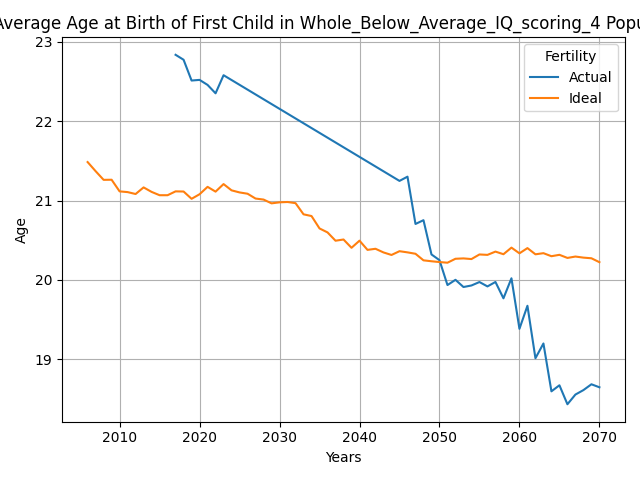 Average Age at Birth of First Child in Whole_Below_Average_IQ_scoring_4
Fertility
Actual
Ideal
Age
23
22
21
20
19
2010 2020 2030 2040 2050 2060 2070
Years